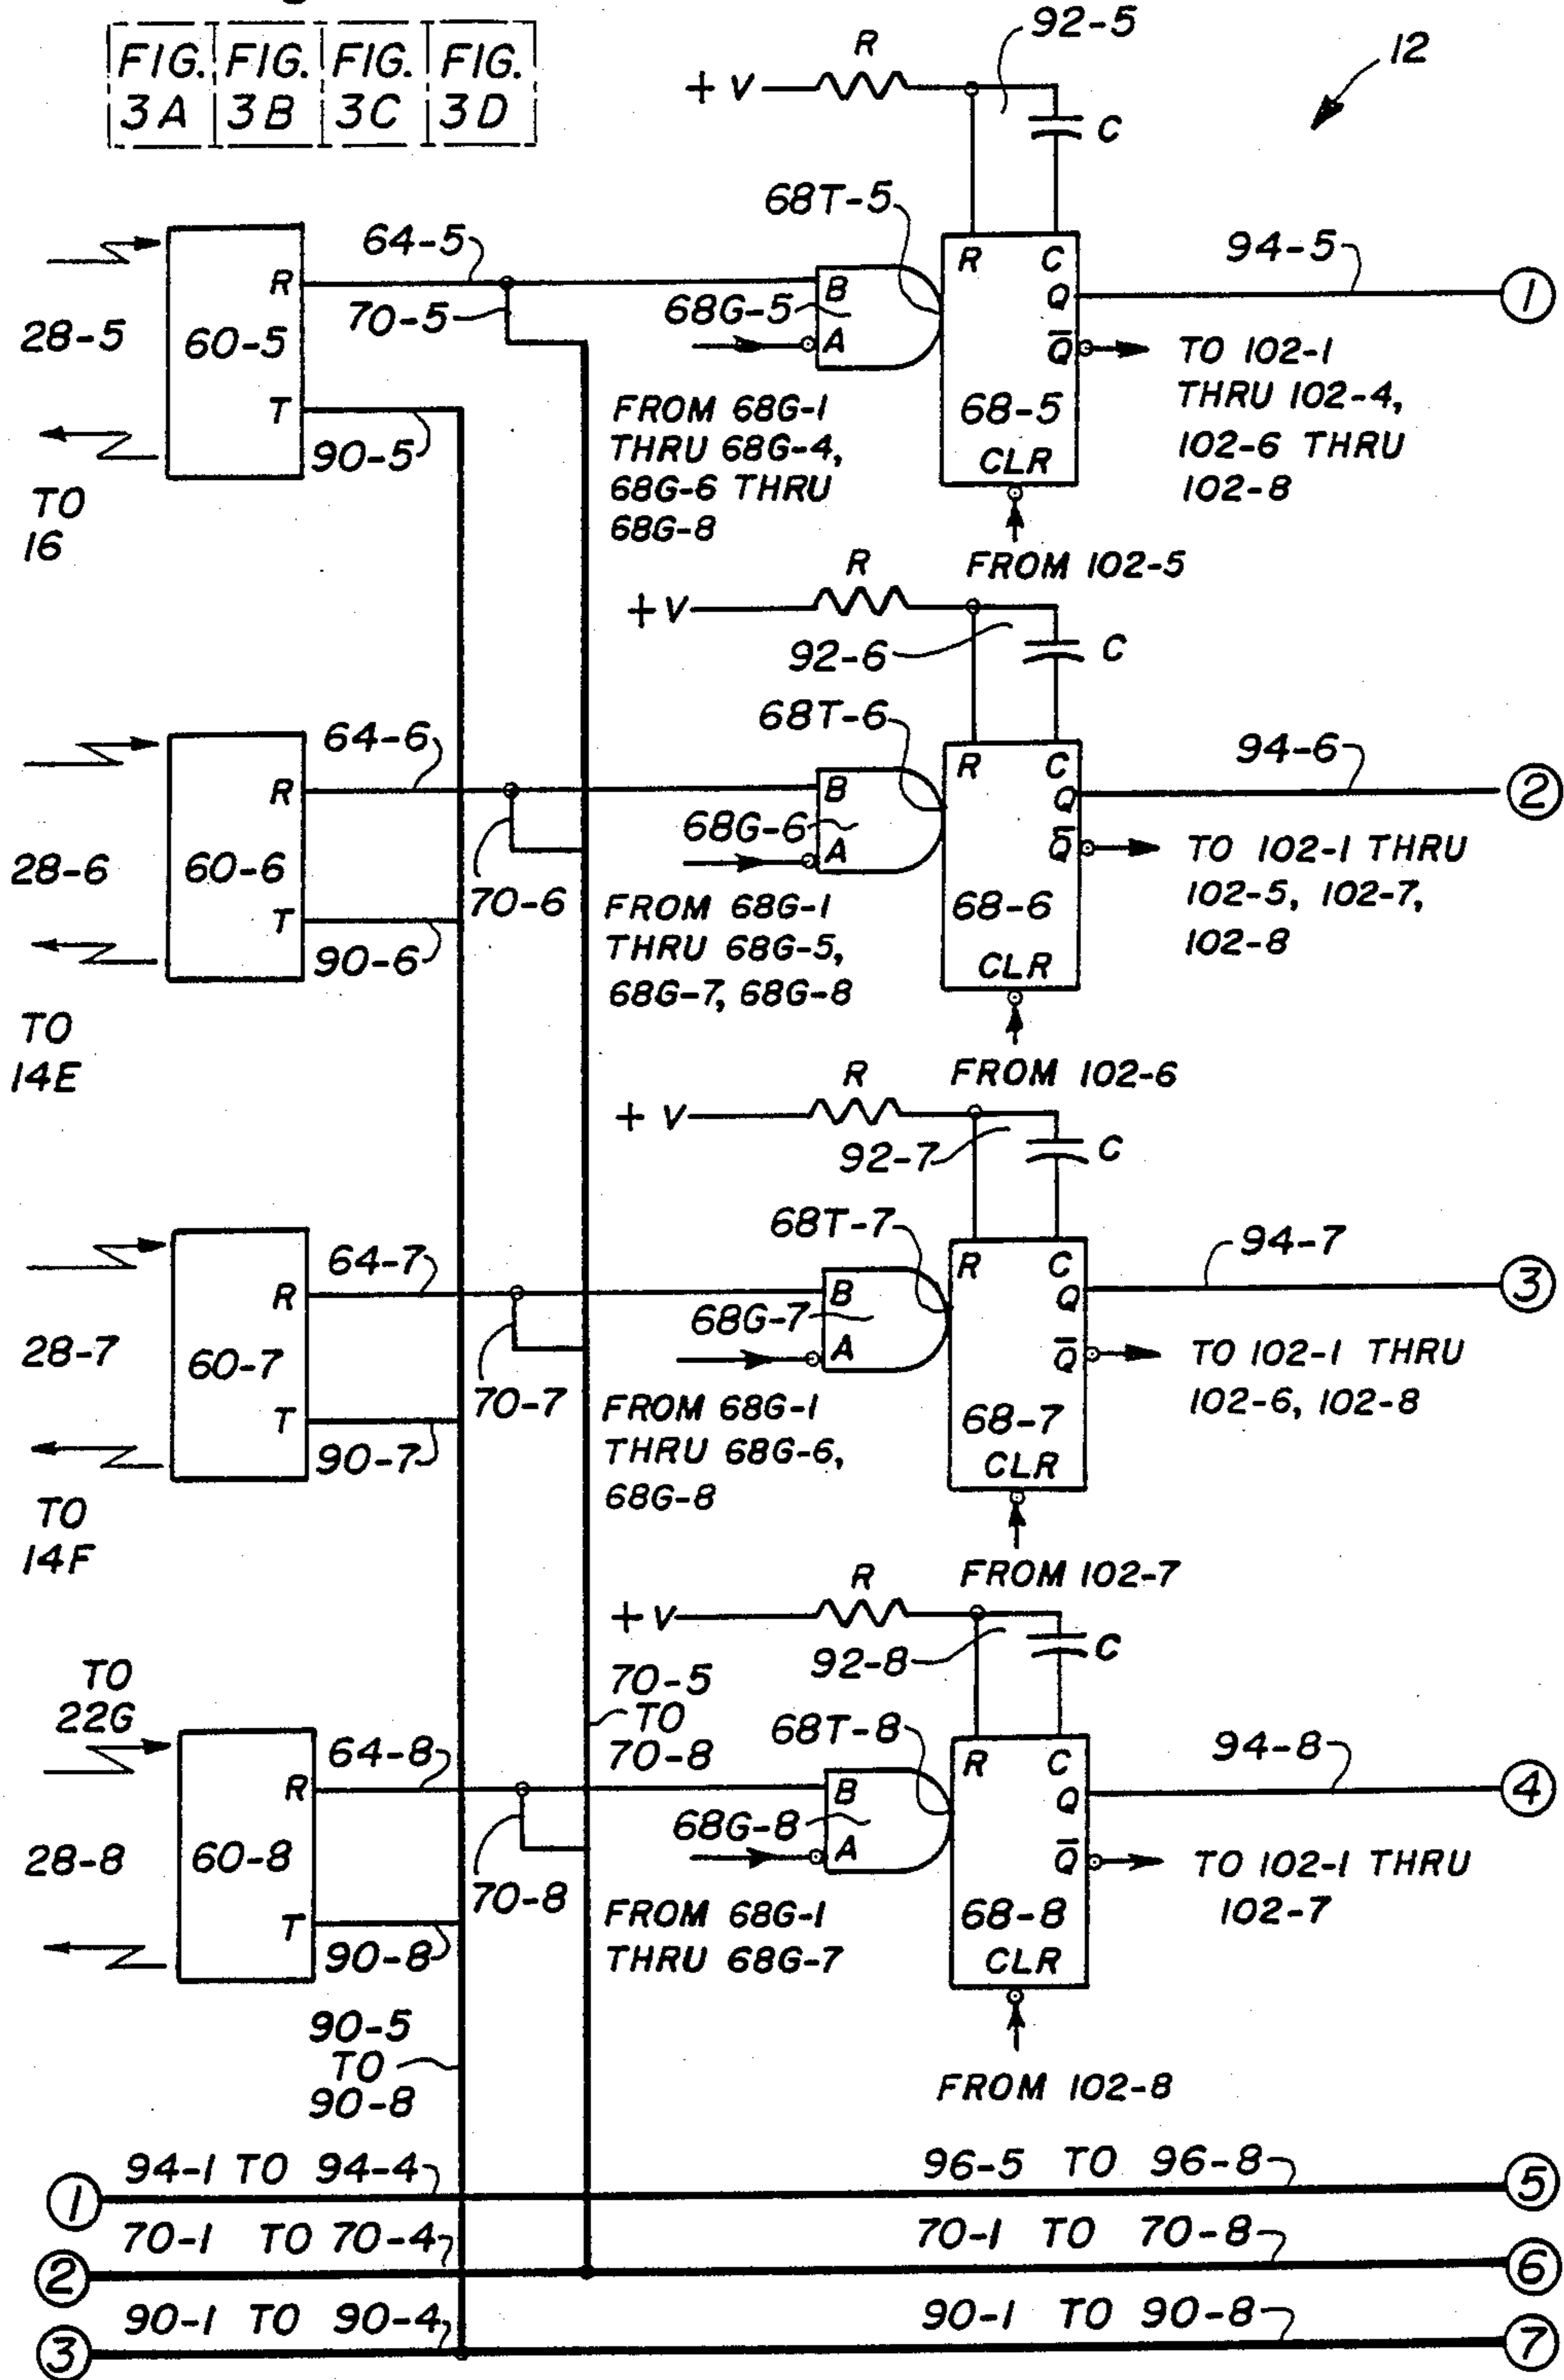 FIG. 3A
FIG. 3B
FIG. 3C
FIG. 3D
12
92-5
R
+ V
C
68T-5
64-5
70-5
28-5
R
60-5
T
90-5
TO
16
68G-5
B
A
FROM 68G-1
THRU 68G-4,
68G-6 THRU
68G-8
R
C
Q
Q̅
68-5
CLR
FROM 102-5
94-5
1
TO 102-1
THRU 102-4,
102-6 THRU
102-8
R
+V
92-6
C
68T-6
64-6
70-6
28-6
R
60-6
T
90-6
TO
14E
68G-6
B
A
FROM 68G-1
THRU 68G-5,
68G-7, 68G-8
R
C
Q
Q̅
68-6
CLR
FROM 102-6
94-6
2
TO 102-1 THRU
102-5, 102-7,
102-8
R
+ V
92-7
C
68T-7
64-7
70-7
28-7
R
60-7
T
90-7
TO
14F
68G-7
B
A
FROM 68G-1
THRU 68G-6,
68G-8
R
C
Q
Q̅
68-7
CLR
FROM 102-7
94-7
3
TO 102-1 THRU
102-6, 102-8
R
+V
92-8
C
70-5
TO
70-8
68T-8
TO
22G
64-8
70-8
28-8
R
60-8
T
90-8
68G-8
B
A
FROM 68G-1
THRU 68G-7
R
C
Q
Q̅
68-8
CLR
FROM 102-8
94-8
4
TO 102-1 THRU
102-7
90-5
TO
90-8
1 94-1 TO 94-4 96-5 TO 96-8 5
2 70-1 TO 70-4 70-1 TO 70-8 6
3 90-1 TO 90-4 90-1 TO 90-8 7